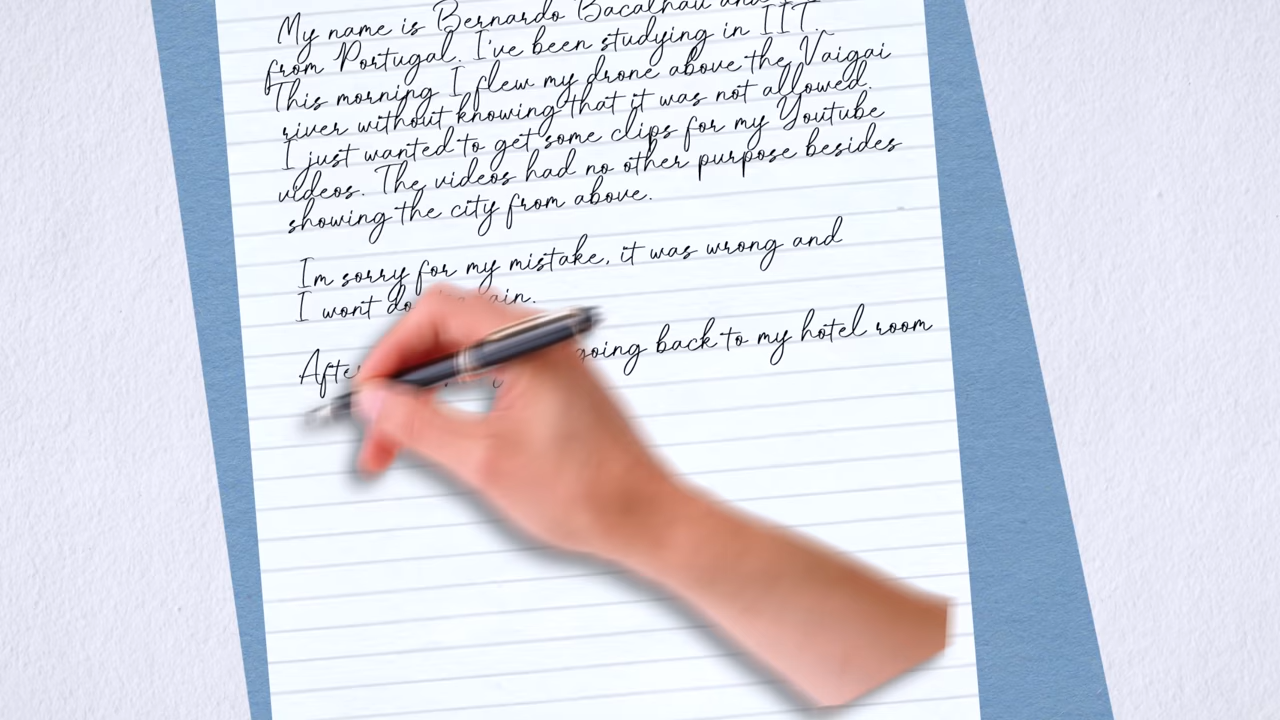 My name is Bernardo Bacalhau and
from Portugal. I've been studying in IIT
This morning I flew my drone above the Vaigai
river without knowing that it was not allowed.
I just wanted to get some clips for my Youtube
videos. The videos had no other purpose besides
showing the city from above.
Im sorry for my mistake, it was wrong and
I wont do
going back to my hotel room